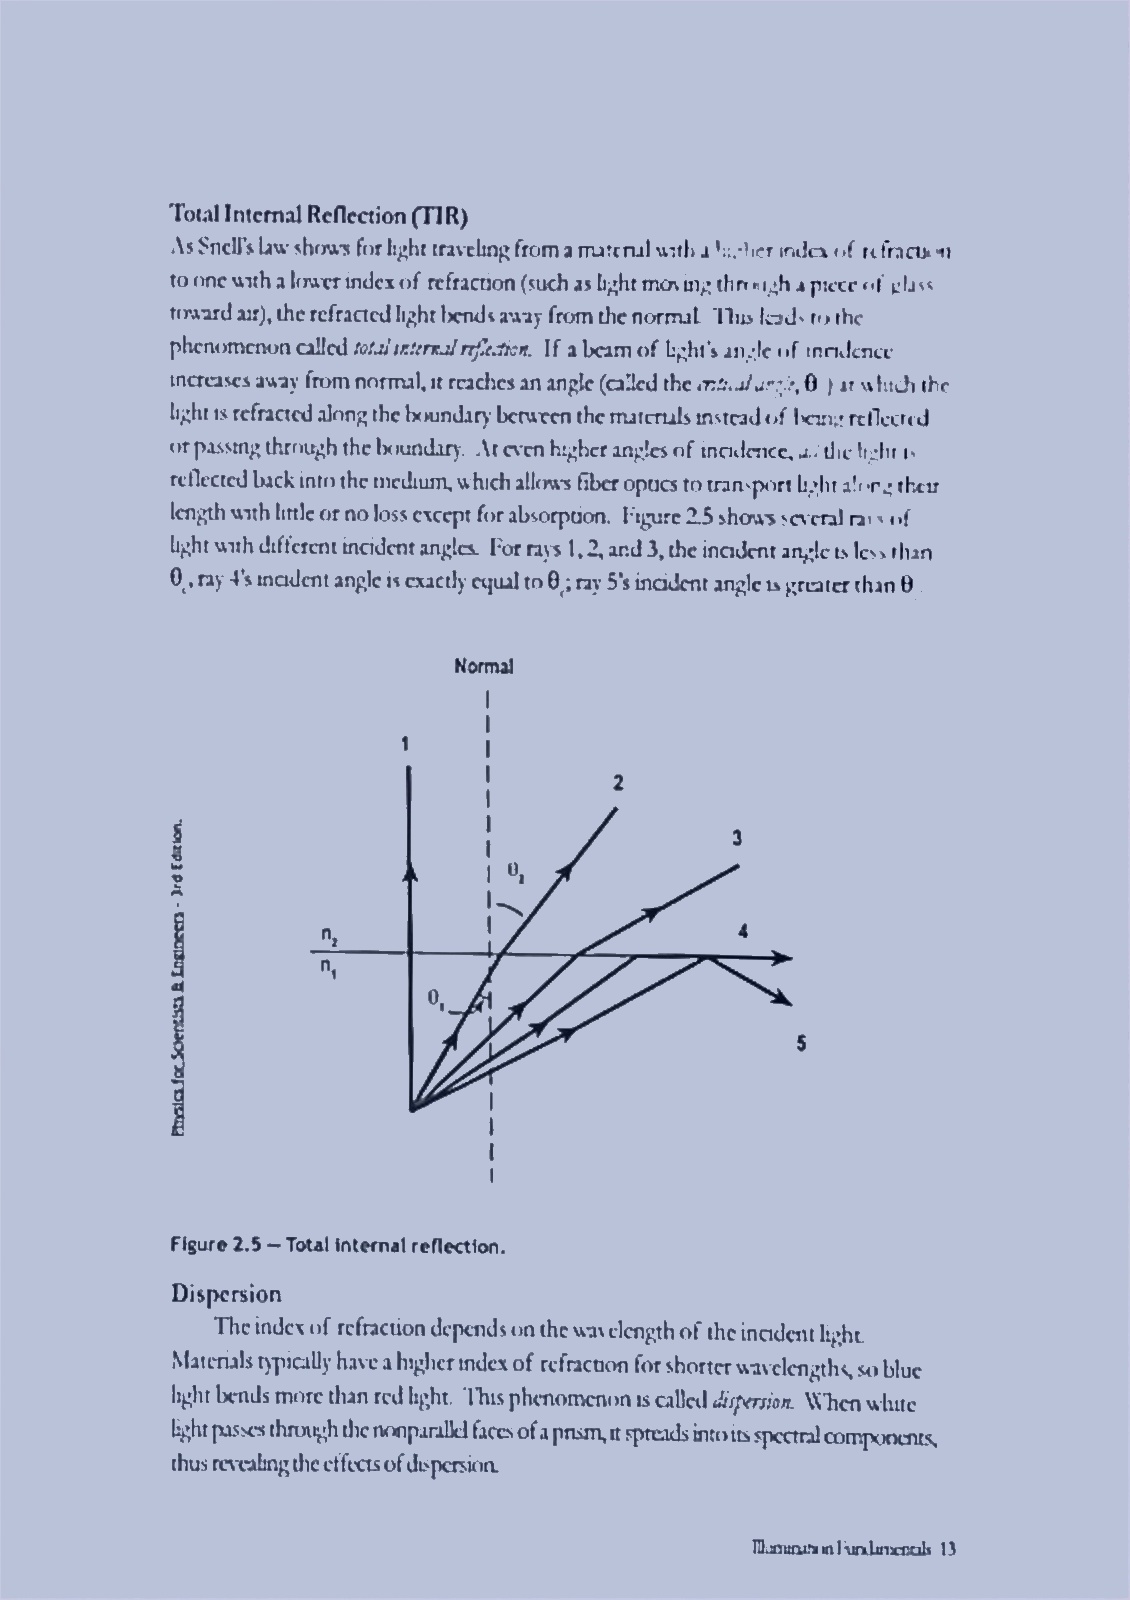 Total Internal Reflection (TIR)
As Snell's law shows for light traveling from a material with a higher index of refraction
to one with a lower index of refraction (such as light moving through a piece of glass
toward air), the refracted light bends away from the normal. This leads to the
phenomenon called total internal reflection. If a beam of light's angle of incidence
increases away from normal, it reaches an angle (called the critical angle, θ ) at which the
light is refracted along the boundary between the materials instead of being reflected
or passing through the boundary. At even higher angles of incidence, all the light is
reflected back into the medium, which allows fiber optics to transport light along their
length with little or no loss except for absorption. Figure 2.5 shows several rays of
light with different incident angles. For rays 1, 2, and 3, the incident angle is less than
θc, ray 4's incident angle is exactly equal to θc; ray 5's incident angle is greater than θ .
Normal
1
2
3
θ2
4
n2
n1
θ1
5
Physics for Scientists & Engineers - 3rd Edition.
Figure 2.5 — Total internal reflection.
Dispersion
The index of refraction depends on the wavelength of the incident light.
Materials typically have a higher index of refraction for shorter wavelengths, so blue
light bends more than red light. This phenomenon is called dispersion. When white
light passes through the nonparallel faces of a prism, it spreads into its spectral components,
thus revealing the effects of dispersion.
Illumination Fundamentals 13